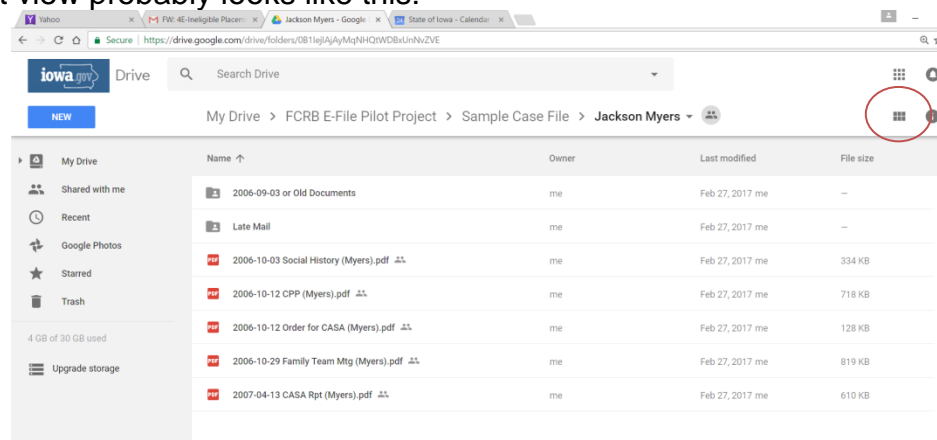 t view probably looks like this:
Yahoo × M FW: 4E-Ineligible Placem × Jackson Myers - Google × 24 State of Iowa - Calendar ×
Secure | https://drive.google.com/drive/folders/0B1lejlAjAyMqNHQtWDBxUnNvZVE
iowa.gov Drive Search Drive
NEW My Drive > FCRB E-File Pilot Project > Sample Case File > Jackson Myers
My Drive Name Owner Last modified File size
Shared with me
2006-09-03 or Old Documents me Feb 27, 2017 me –
Recent
Late Mail me Feb 27, 2017 me –
Google Photos
PDF 2006-10-03 Social History (Myers).pdf me Feb 27, 2017 me 334 KB
Starred
PDF 2006-10-12 CPP (Myers).pdf me Feb 27, 2017 me 718 KB
Trash
PDF 2006-10-12 Order for CASA (Myers).pdf me Feb 27, 2017 me 128 KB
4 GB of 30 GB used
PDF 2006-10-29 Family Team Mtg (Myers).pdf me Feb 27, 2017 me 819 KB
Upgrade storage
PDF 2007-04-13 CASA Rpt (Myers).pdf me Feb 27, 2017 me 610 KB